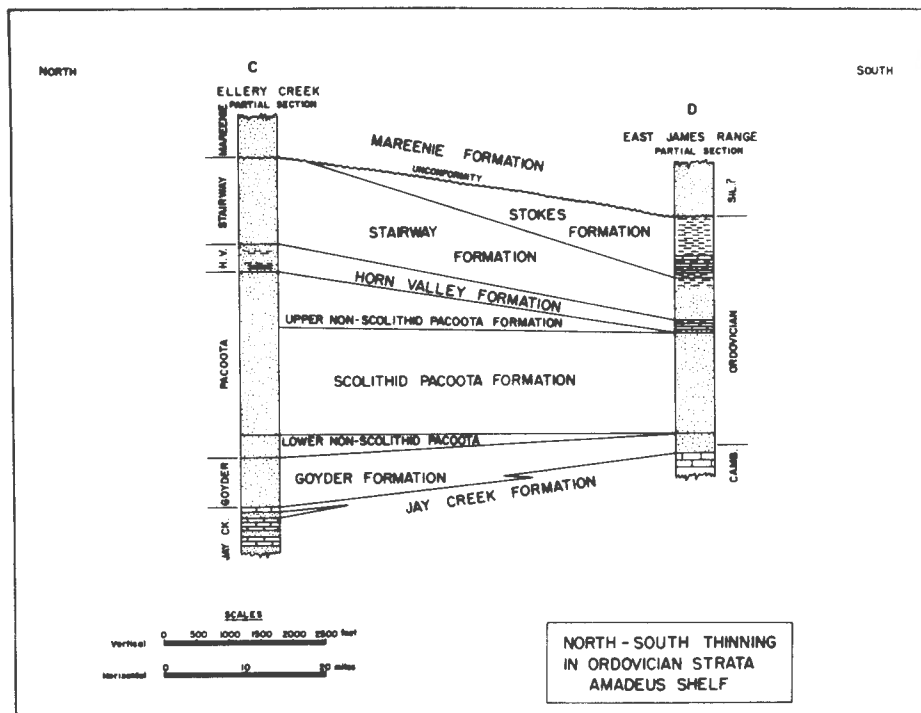 NORTH
SOUTH
C
ELLERY CREEK
PARTIAL SECTION
D
EAST JAMES RANGE
PARTIAL SECTION
MAREENIE
STAIRWAY
H.V.
PACOOTA
GOYDER
JAY CK.
MAREENIE FORMATION
UNCONFORMITY
STOKES
FORMATION
STAIRWAY
FORMATION
HORN VALLEY FORMATION
UPPER NON-SCOLITHID PACOOTA FORMATION
SCOLITHID PACOOTA FORMATION
LOWER NON-SCOLITHID PACOOTA
GOYDER FORMATION
JAY CREEK FORMATION
SIL.?
ORDOVICIAN
CAMB.
SCALES
Vertical 0 500 1000 1500 2000 2500 feet
Horizontal 0 10 20 miles
NORTH-SOUTH THINNING
IN ORDOVICIAN STRATA
AMADEUS SHELF